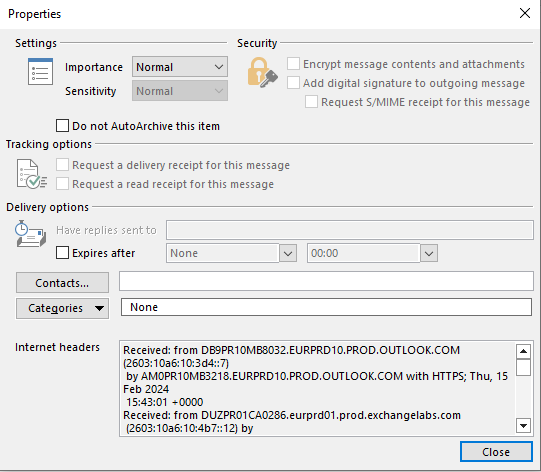 Properties
Settings
Security
Importance Normal
Encrypt message contents and attachments
Sensitivity Normal
Add digital signature to outgoing message
Request S/MIME receipt for this message
Do not AutoArchive this item
Tracking options
Request a delivery receipt for this message
Request a read receipt for this message
Delivery options
Have replies sent to
Expires after None 00:00
Contacts...
Categories None
Internet headers
Received: from DB9PR10MB8032.EURPRD10.PROD.OUTLOOK.COM
(2603:10a6:10:3d4::7)
by AM0PR10MB3218.EURPRD10.PROD.OUTLOOK.COM with HTTPS; Thu, 15
Feb 2024
15:43:01 +0000
Received: from DUZPR01CA0286.eurprd01.prod.exchangelabs.com
(2603:10a6:10:4b7::12) by
Close